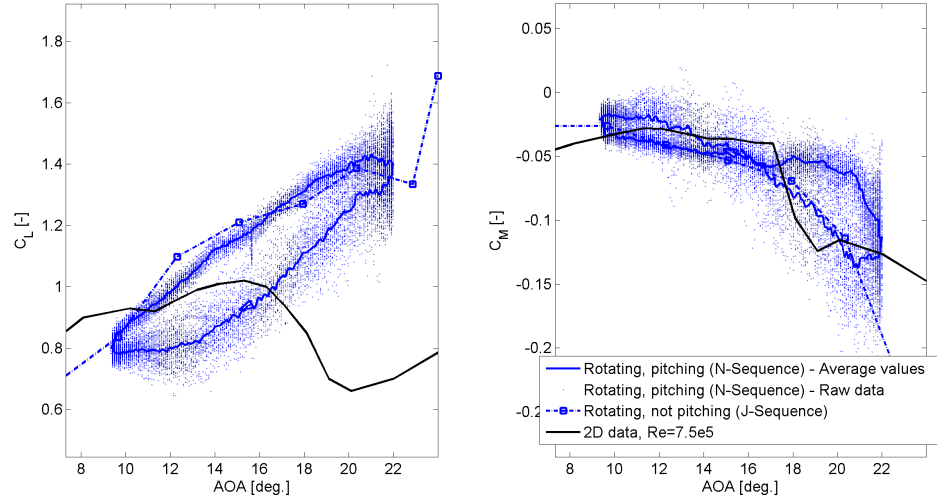 1.8
1.6
1.4
1.2
1
0.8
0.6
C_L [-]
8 10 12 14 16 18 20 22
AOA [deg.]
0.05
0
-0.05
-0.1
-0.15
-0.2
C_M [-]
Rotating, pitching (N-Sequence) - Average values
Rotating, pitching (N-Sequence) - Raw data
Rotating, not pitching (J-Sequence)
2D data, Re=7.5e5
8 10 12 14 16 18 20 22
AOA [deg.]